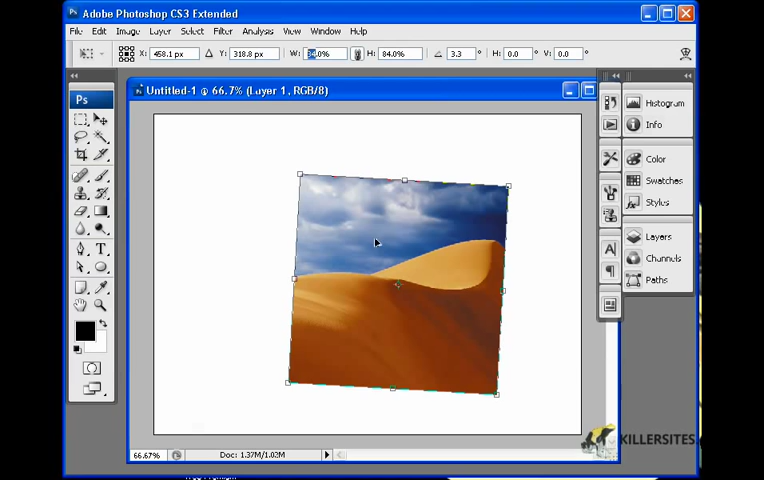 Adobe Photoshop CS3 Extended
File Edit Image Layer Select Filter Analysis View Window Help
X: 458.1 px Y: 318.8 px W: 84.0% H: 84.0% 3.3 ° H: 0.0 ° V: 0.0 °
Ps
Untitled-1 @ 66.7% (Layer 1, RGB/8)
Histogram
Info
Color
Swatches
Styles
Layers
Channels
Paths
66.67% Doc: 1.37M/1.02M
KILLERSITES.